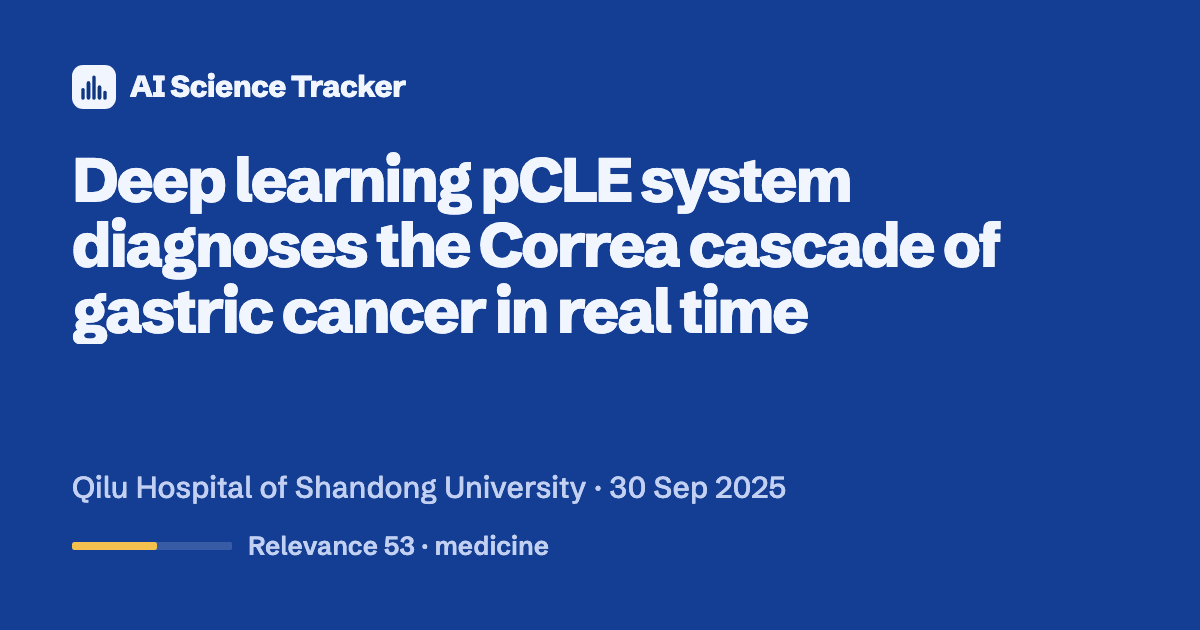 AI Science Tracker
Deep learning pCLE system
diagnoses the Correa cascade of
gastric cancer in real time
Qilu Hospital of Shandong University · 30 Sep 2025
Relevance 53 · medicine